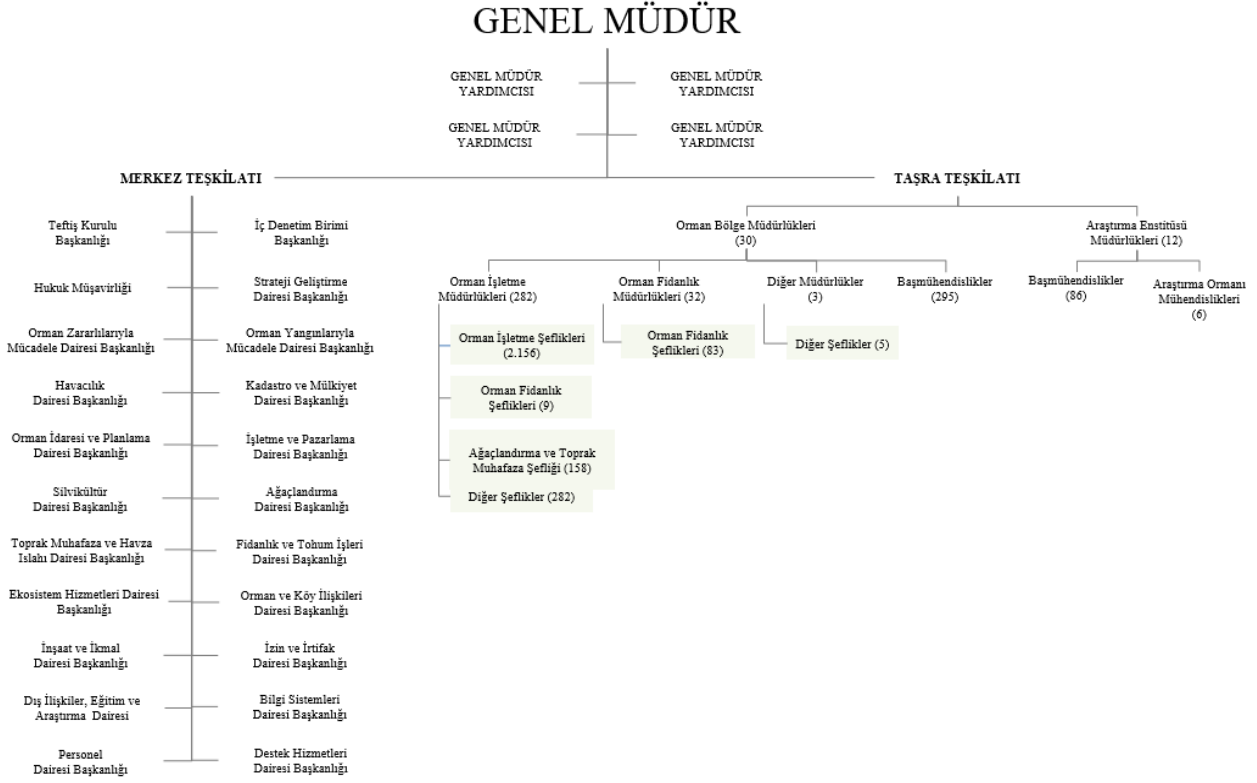 GENEL MÜDÜR
GENEL MÜDÜR
YARDIMCISI
GENEL MÜDÜR
YARDIMCISI
GENEL MÜDÜR
YARDIMCISI
GENEL MÜDÜR
YARDIMCISI
MERKEZ TEŞKİLATI
Teftiş Kurulu
Başkanlığı
İç Denetim Birimi
Başkanlığı
Hukuk Müşavirliği
Strateji Geliştirme
Dairesi Başkanlığı
Orman Zararlılarıyla
Mücadele Dairesi Başkanlığı
Orman Yangınlarıyla
Mücadele Dairesi Başkanlığı
Havacılık
Dairesi Başkanlığı
Kadastro ve Mülkiyet
Dairesi Başkanlığı
Orman İdaresi ve Planlama
Dairesi Başkanlığı
İşletme ve Pazarlama
Dairesi Başkanlığı
Silvikültür
Dairesi Başkanlığı
Ağaçlandırma
Dairesi Başkanlığı
Toprak Muhafaza ve Havza
Islahı Dairesi Başkanlığı
Fidanlık ve Tohum İşleri
Dairesi Başkanlığı
Ekosistem Hizmetleri Dairesi
Başkanlığı
Orman ve Köy İlişkileri
Dairesi Başkanlığı
İnşaat ve İkmal
Dairesi Başkanlığı
İzin ve İrtifak
Dairesi Başkanlığı
Dış İlişkiler, Eğitim ve
Araştırma Dairesi
Bilgi Sistemleri
Dairesi Başkanlığı
Personel
Dairesi Başkanlığı
Destek Hizmetleri
Dairesi Başkanlığı
TAŞRA TEŞKİLATI
Orman Bölge Müdürlükleri
(30)
Araştırma Enstitüsü
Müdürlükleri (12)
Orman İşletme
Müdürlükleri (282)
Orman Fidanlık
Müdürlükleri (32)
Diğer Müdürlükler
(3)
Başmühendislikler
(295)
Başmühendislikler
(86)
Araştırma Ormanı
Mühendislikleri
(6)
Orman İşletme Şeflikleri
(2.156)
Orman Fidanlık
Şeflikleri (83)
Diğer Şeflikler (5)
Orman Fidanlık
Şeflikleri (9)
Ağaçlandırma ve Toprak
Muhafaza Şefliği (158)
Diğer Şeflikler (282)